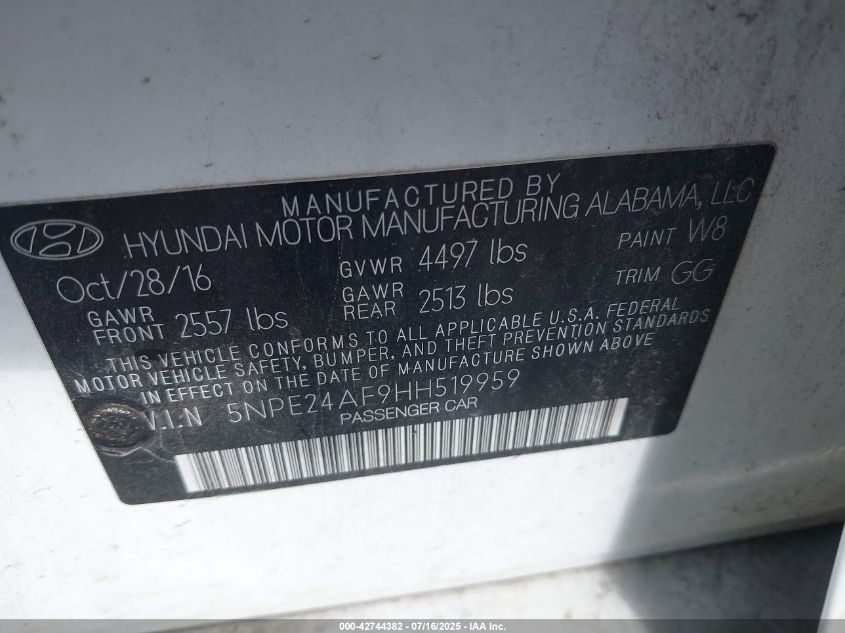 MANUFACTURED BY
HYUNDAI MOTOR MANUFACTURING ALABAMA, LLC
Oct/28/16 GVWR 4497 lbs PAINT W8
GAWR FRONT 2557 lbs GAWR REAR 2513 lbs TRIM GG
THIS VEHICLE CONFORMS TO ALL APPLICABLE U.S.A. FEDERAL
MOTOR VEHICLE SAFETY, BUMPER, AND THEFT PREVENTION STANDARDS
IN EFFECT ON THE DATE OF MANUFACTURE SHOWN ABOVE
V.I.N 5NPE24AF9HH519959
PASSENGER CAR
000-42744382 - 07/16/2025 - IAA Inc.